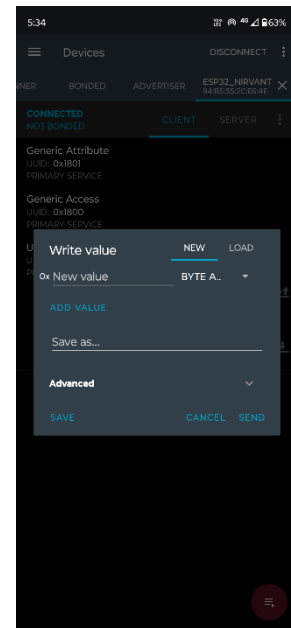 5:34
4G 63%
Devices
DISCONNECT
NER
BONDED
ADVERTISER
ESP32_NIRVANT
94:B5:55:2C:E6:4E
CONNECTED
NOT BONDED
CLIENT
SERVER
Generic Attribute
UUID: 0x1801
PRIMARY SERVICE
Generic Access
UUID: 0x1800
PRIMARY SERVICE
Write value
NEW
LOAD
0x New value
BYTE A..
ADD VALUE
Save as...
Advanced
SAVE
CANCEL
SEND